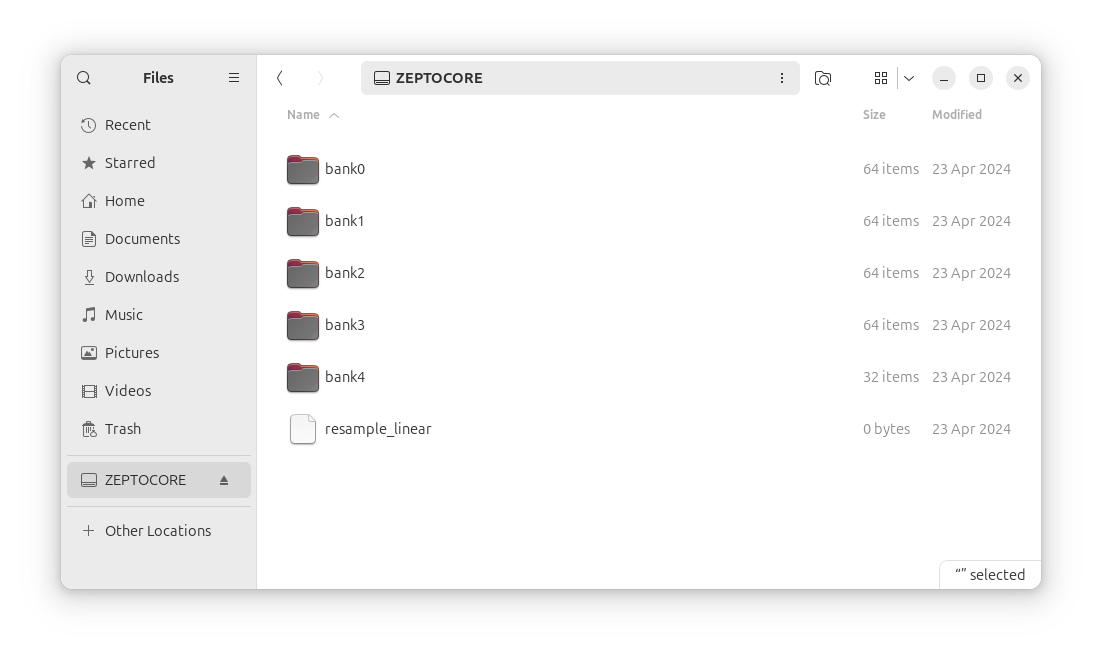 Files
ZEPTOCORE
Name
Size
Modified
Recent
Starred
Home
Documents
Downloads
Music
Pictures
Videos
Trash
ZEPTOCORE
Other Locations
bank0 64 items 23 Apr 2024
bank1 64 items 23 Apr 2024
bank2 64 items 23 Apr 2024
bank3 64 items 23 Apr 2024
bank4 32 items 23 Apr 2024
resample_linear 0 bytes 23 Apr 2024
“” selected